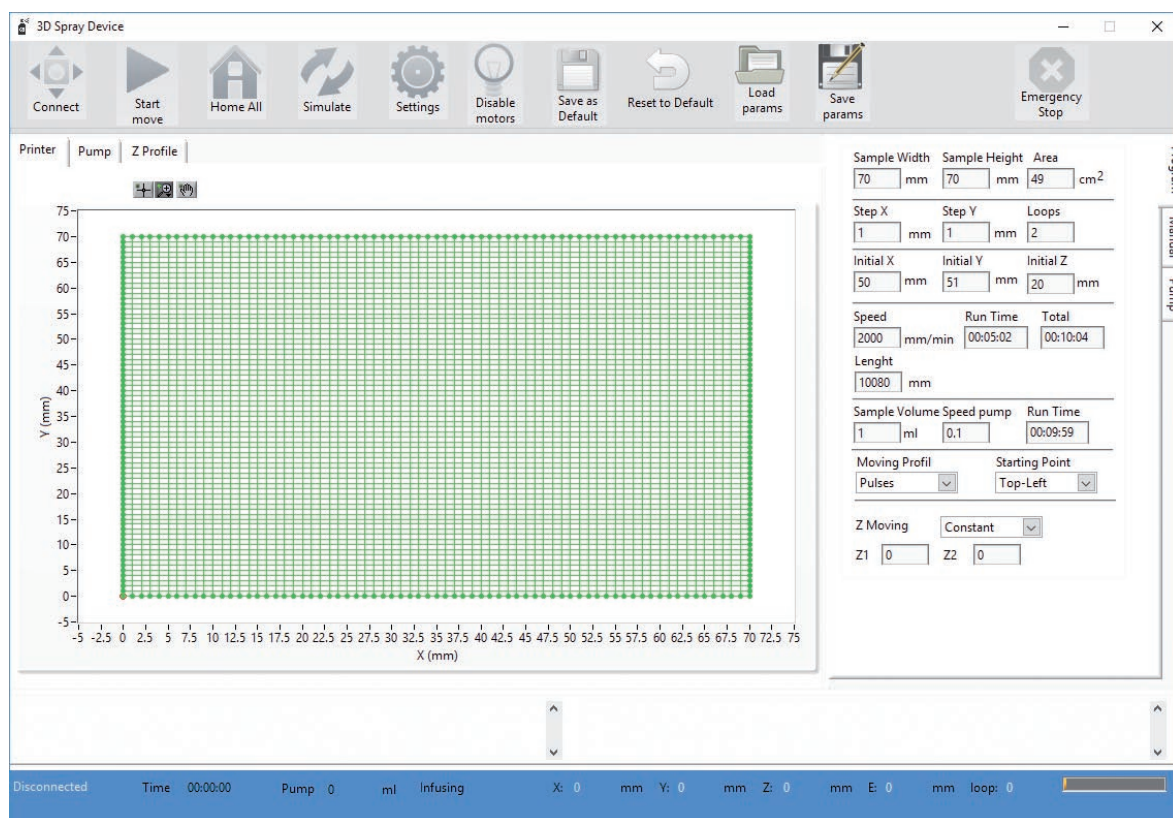 3D Spray Device
Connect
Start move
Home All
Simulate
Settings
Disable motors
Save as Default
Reset to Default
Load params
Save params
Emergency Stop
Printer Pump Z Profile
75
70
65
60
55
50
45
40
35
30
25
20
15
10
5
0
-5
Y (mm)
-5 -2.5 0 2.5 5 7.5 10 12.5 15 17.5 20 22.5 25 27.5 30 32.5 35 37.5 40 42.5 45 47.5 50 52.5 55 57.5 60 62.5 65 67.5 70 72.5 75
X (mm)
Sample Width Sample Height Area
70 mm 70 mm 49 cm2
Step X Step Y Loops
1 mm 1 mm 2
Initial X Initial Y Initial Z
50 mm 51 mm 20 mm
Speed Run Time Total
2000 mm/min 00:05:02 00:10:04
Lenght
10080 mm
Sample Volume Speed pump Run Time
1 ml 0.1 00:09:59
Moving Profil Starting Point
Pulses Top-Left
Z Moving Constant
Z1 0 Z2 0
Pump
Disconnected Time 00:00:00 Pump 0 ml Infusing X: 0 mm Y: 0 mm Z: 0 mm E: 0 mm loop: 0